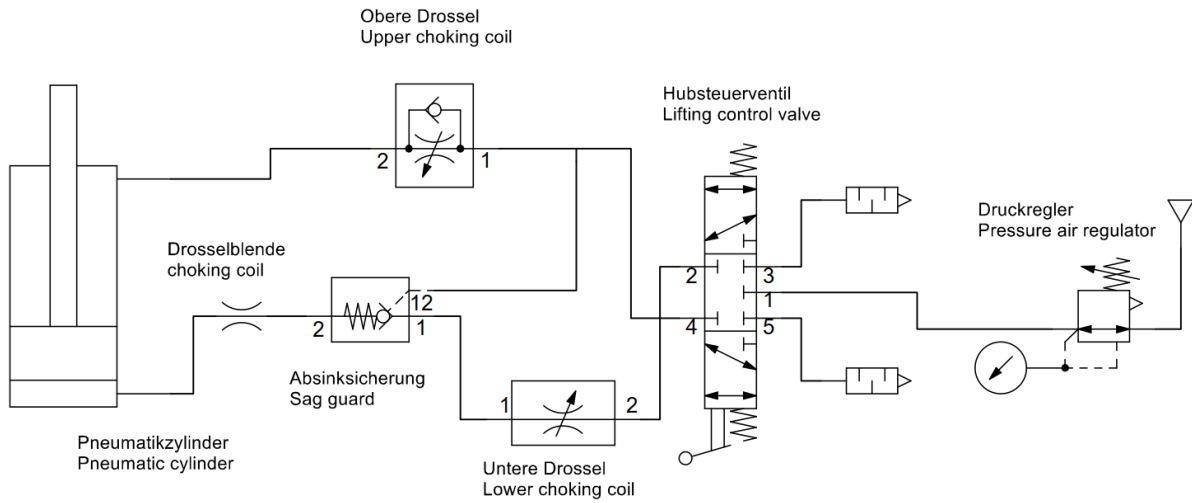 Obere Drossel
Upper choking coil
2
1
Hubsteuerventil
Lifting control valve
Druckregler
Pressure air regulator
Drosselblende
choking coil
2
12
1
Absinksicherung
Sag guard
2
3
1
4
5
1
2
Pneumatikzylinder
Pneumatic cylinder
Untere Drossel
Lower choking coil